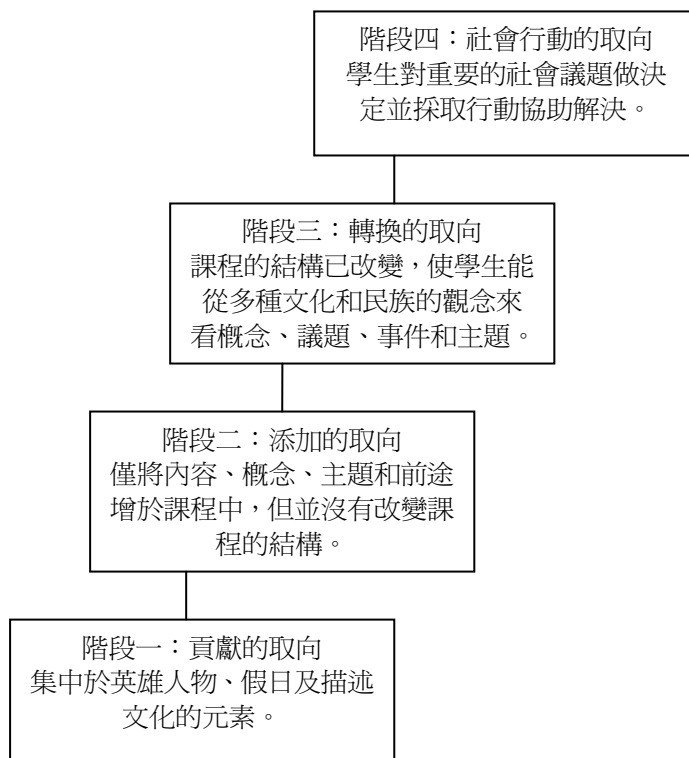 階段四：社會行動的取向
學生對重要的社會議題做決
定並採取行動協助解決。
階段三：轉換的取向
課程的結構已改變，使學生能
從多種文化和民族的觀念來
看概念、議題、事件和主題。
階段二：添加的取向
僅將內容、概念、主題和前途
增於課程中，但並沒有改變課
程的結構。
階段一：貢獻的取向
集中於英雄人物、假日及描述
文化的元素。